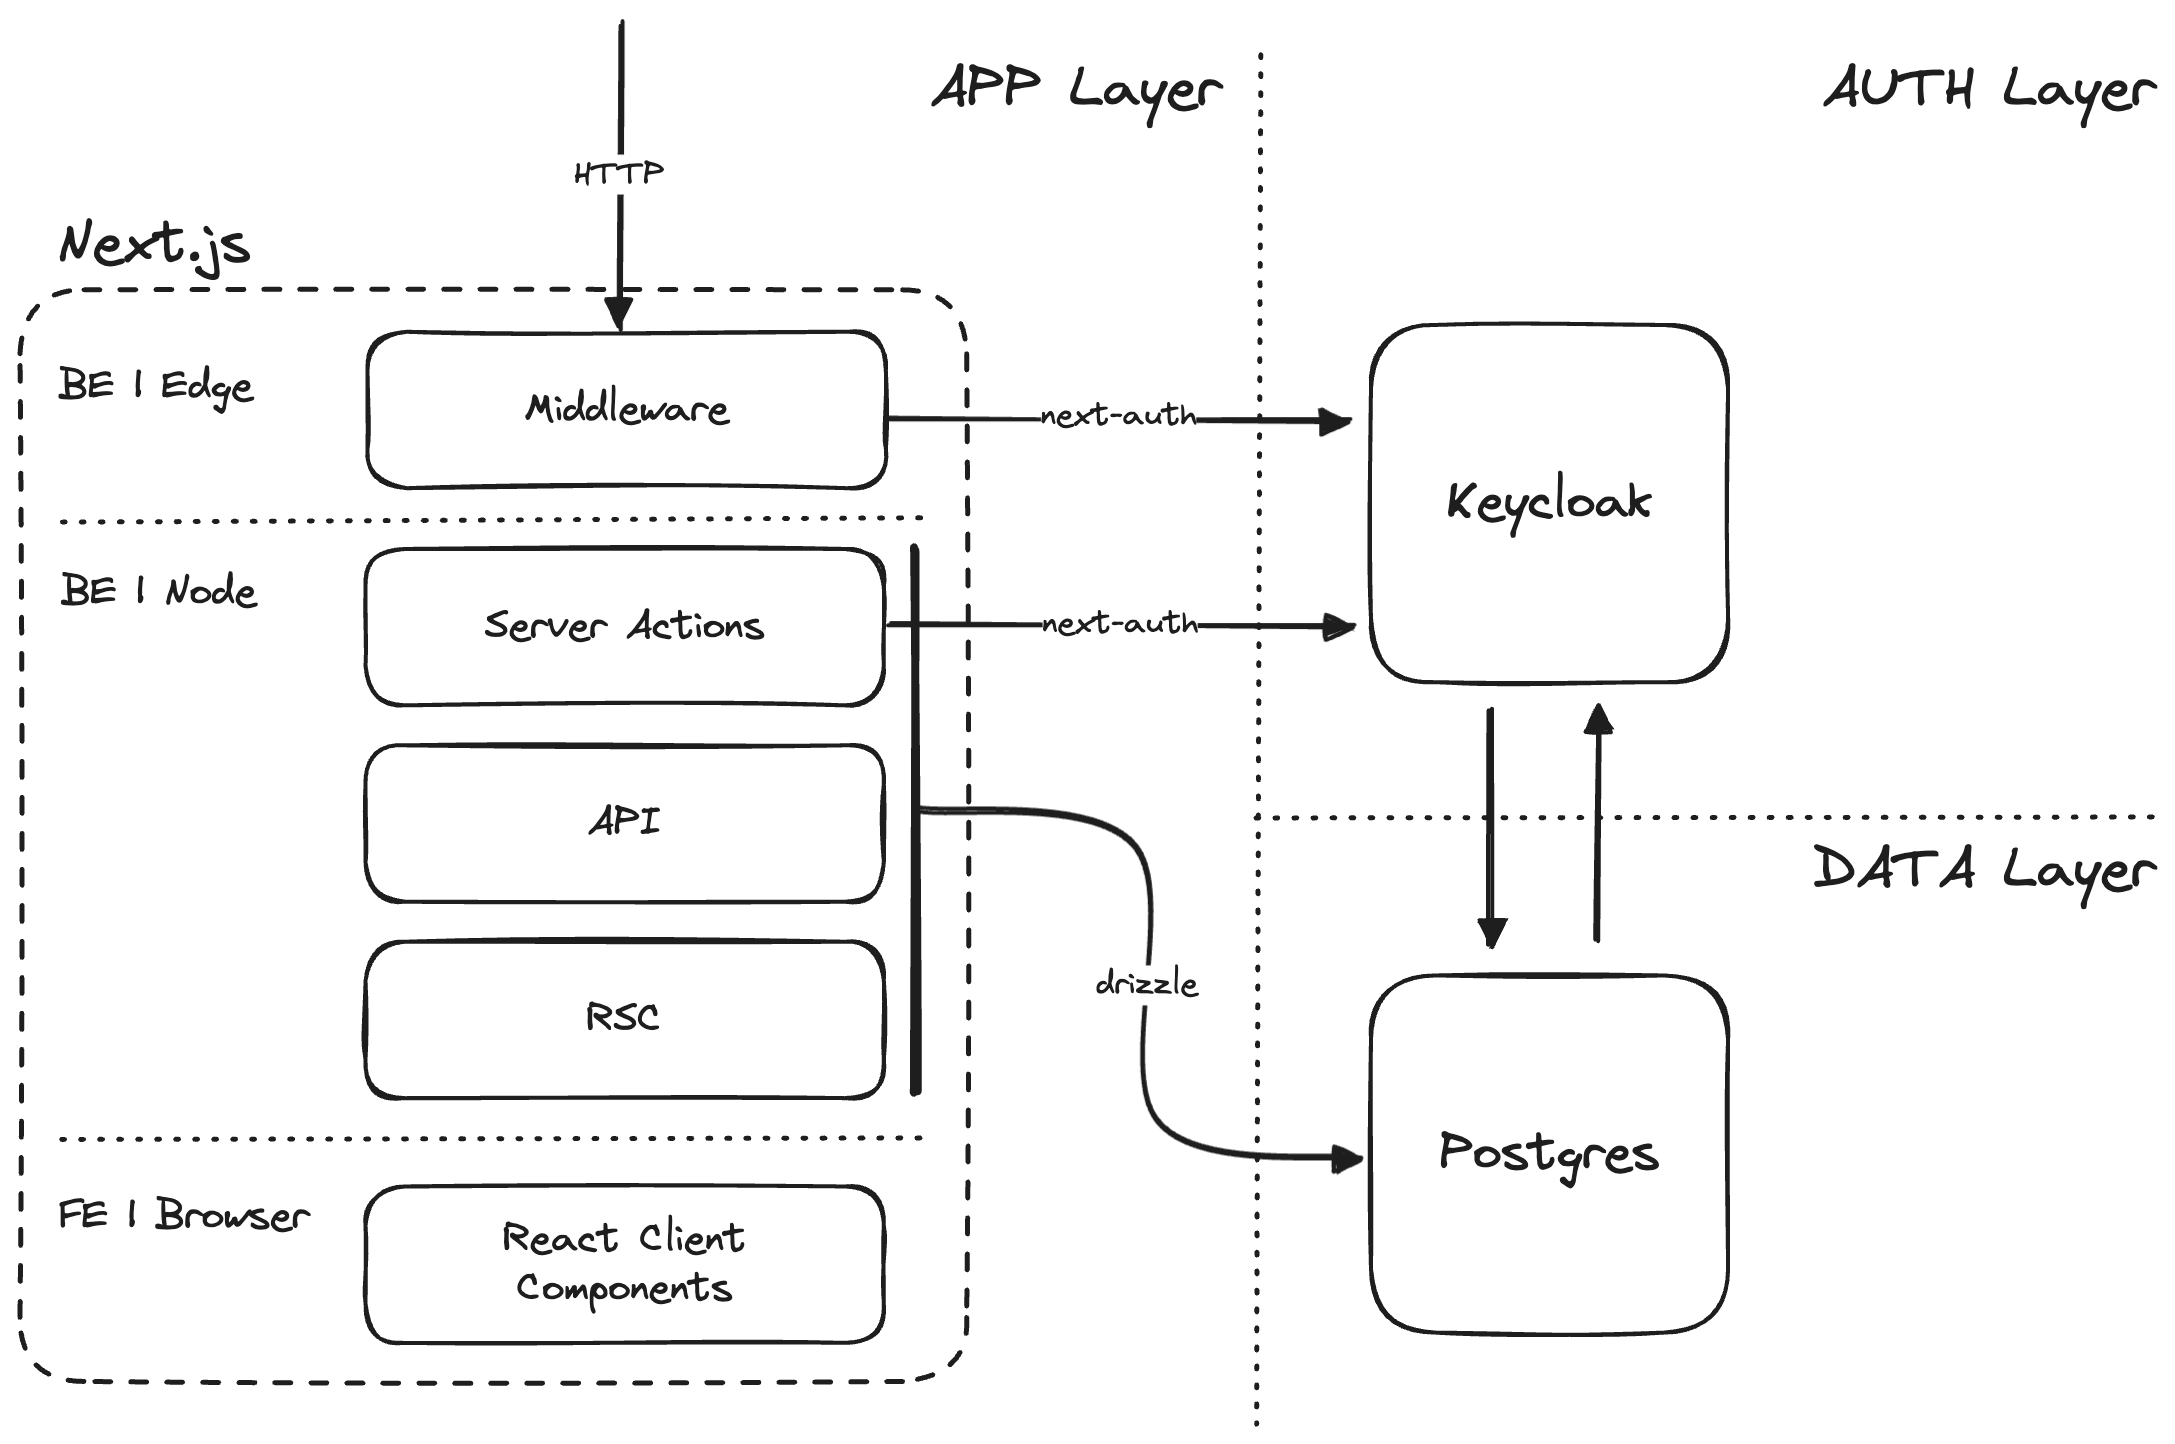 APP Layer
AUTH Layer
HTTP
Next.js
BE | Edge
Middleware
next-auth
Keycloak
BE | Node
Server Actions
next-auth
API
DATA Layer
drizzle
RSC
Postgres
FE | Browser
React Client
Components